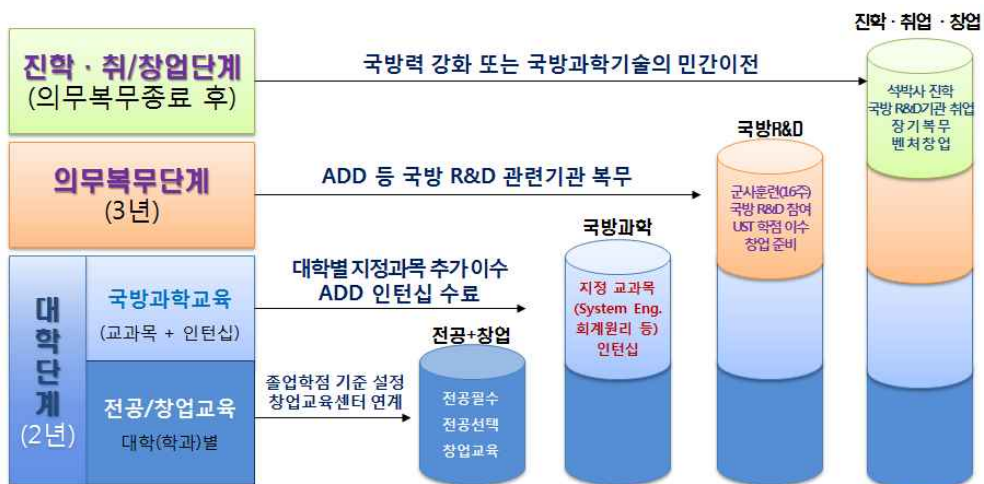 진학 · 취업 · 창업
진학 · 취/창업단계
(의무복무종료 후)
국방력 강화 또는 국방과학기술의 민간이전
석박사 진학
국방 R&D기관 취업
장기복무
벤처창업
국방R&D
의무복무단계
(3년)
ADD 등 국방 R&D 관련기관 복무
군사훈련(16주)
국방 R&D 참여
UST 학점 이수
창업 준비
국방과학
대학단계
(2년)
국방과학교육
(교과목 + 인턴십)
대학별 지정과목 추가 이수
ADD 인턴십 수료
지정 교과목
(System Eng.
회계원리 등)
인턴십
전공+창업
전공/창업교육
대학(학과)별
졸업학점 기준 설정
창업교육센터 연계
전공필수
전공선택
창업교육